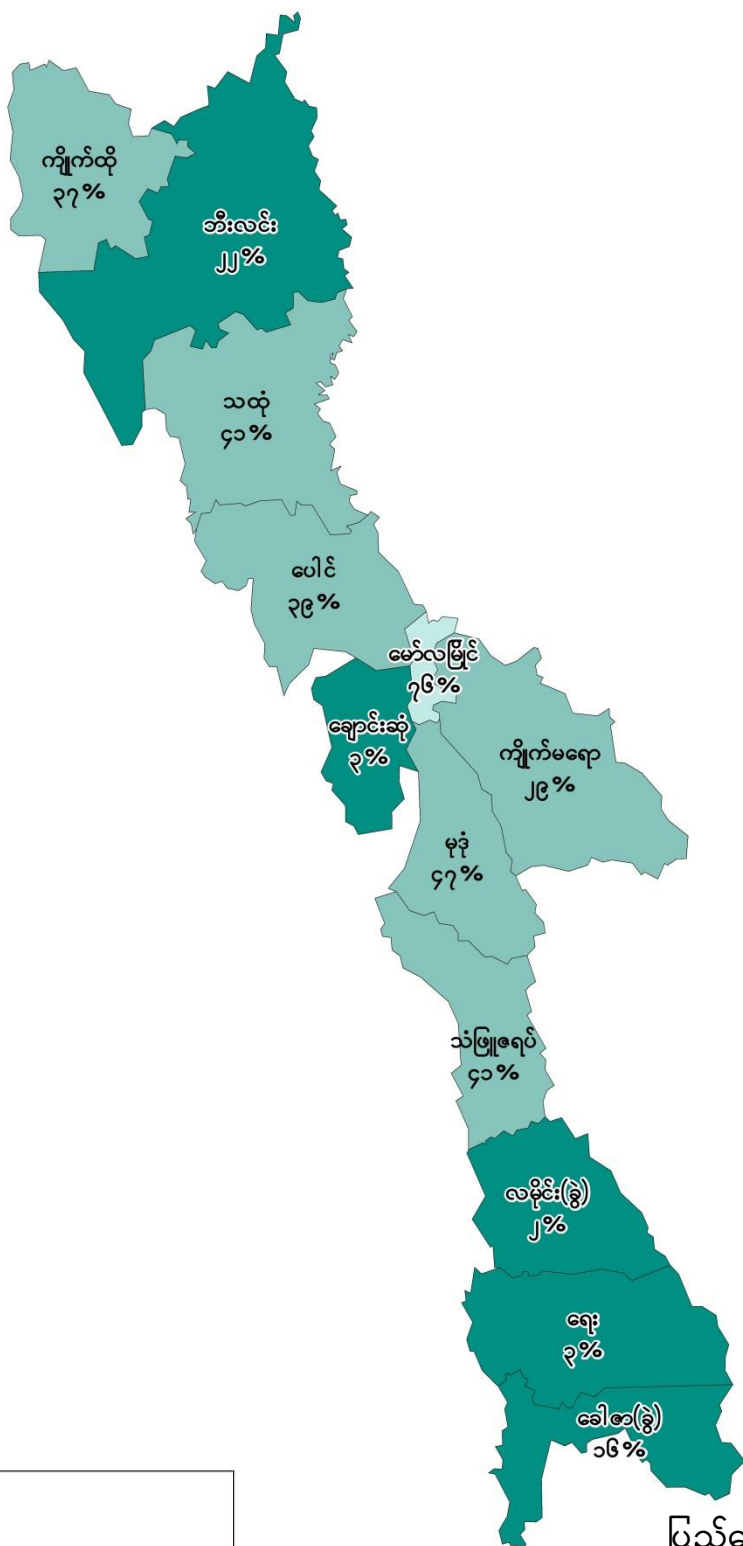 ကျိုက်ထို
၃၇%
ဘီးလင်း
၂၂%
သထုံ
၄၁%
ပေါင်
၃၉%
မော်လမြိုင်
၇၆%
ချောင်းဆုံ
၃%
ကျိုက်မရော
၂၉%
မုဒုံ
၄၇%
သံဖြူဇရပ်
၄၁%
လမိုင်း(ခွဲ)
၂%
ရေး
၃%
ခေါဇာ(ခွဲ)
၁၆%